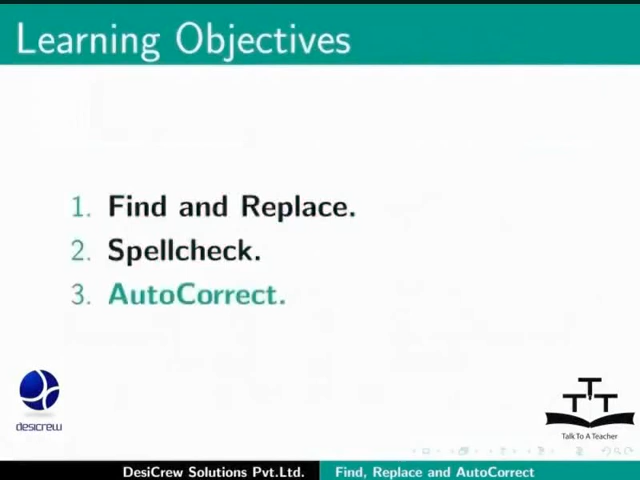 Learning Objectives
1. Find and Replace.
2. Spellcheck.
3. AutoCorrect.
desicrew
TTT
Talk To A Teacher
DesiCrew Solutions Pvt.Ltd. Find, Replace and AutoCorrect